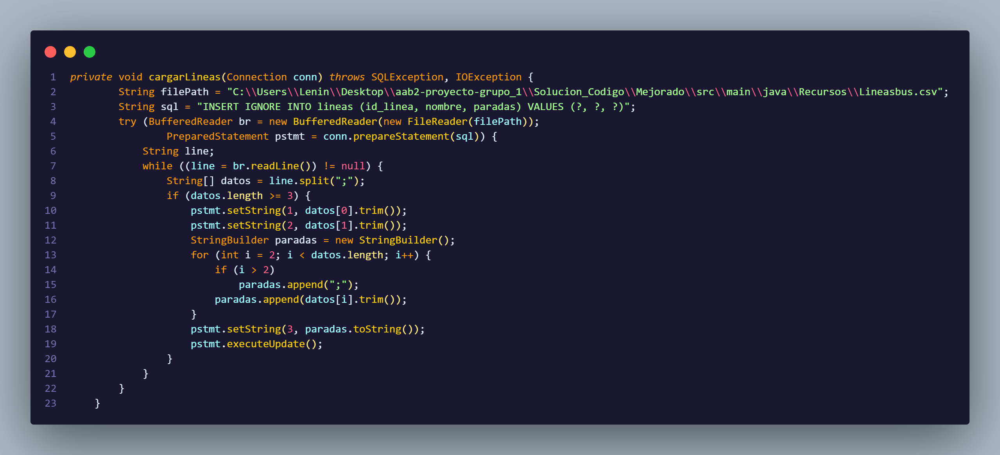 1 private void cargarLineas(Connection conn) throws SQLException, IOException {
2 String filePath = "C:\\Users\\Lenin\\Desktop\\aab2-proyecto-grupo_1\\Solucion_Codigo\\Mejorado\\src\\main\\java\\Recursos\\Lineasbus.csv";
3 String sql = "INSERT IGNORE INTO lineas (id_linea, nombre, paradas) VALUES (?, ?, ?)";
4 try (BufferedReader br = new BufferedReader(new FileReader(filePath));
5 PreparedStatement pstmt = conn.prepareStatement(sql)) {
6 String line;
7 while ((line = br.readLine()) != null) {
8 String[] datos = line.split(";");
9 if (datos.length >= 3) {
10 pstmt.setString(1, datos[0].trim());
11 pstmt.setString(2, datos[1].trim());
12 StringBuilder paradas = new StringBuilder();
13 for (int i = 2; i < datos.length; i++) {
14 if (i > 2)
15 paradas.append(";");
16 paradas.append(datos[i].trim());
17 }
18 pstmt.setString(3, paradas.toString());
19 pstmt.executeUpdate();
20 }
21 }
22 }
23 }